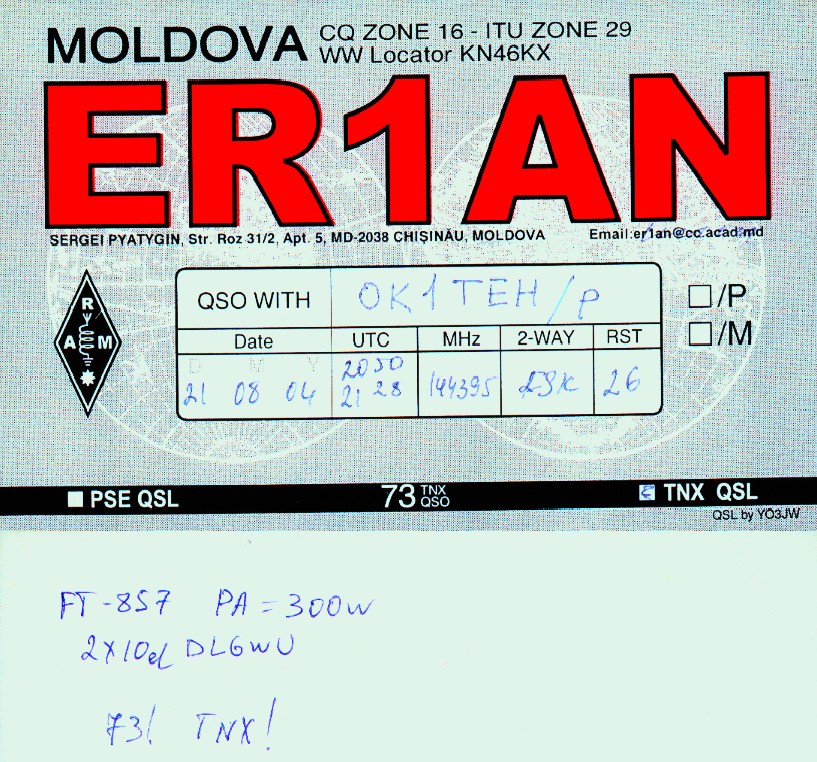 MOLDOVA CQ ZONE 16 - ITU ZONE 29
WW Locator KN46KX
ER1AN
SERGEI PYATYGIN, Str. Roz 31/2, Apt. 5, MD-2038 CHIŞINĂU, MOLDOVA Email:er1an@cc.acad.md
R
A M
QSO WITH OK1TEH/p
/P
/M
Date UTC MHz 2-WAY RST
D M Y 2050
21 08 04 2128 144395 FSK 26
PSE QSL 73 TNX QSO TNX QSL
QSL by YO3JW
FT-857 PA = 300W
2X10el DL6WU
73! TNX!